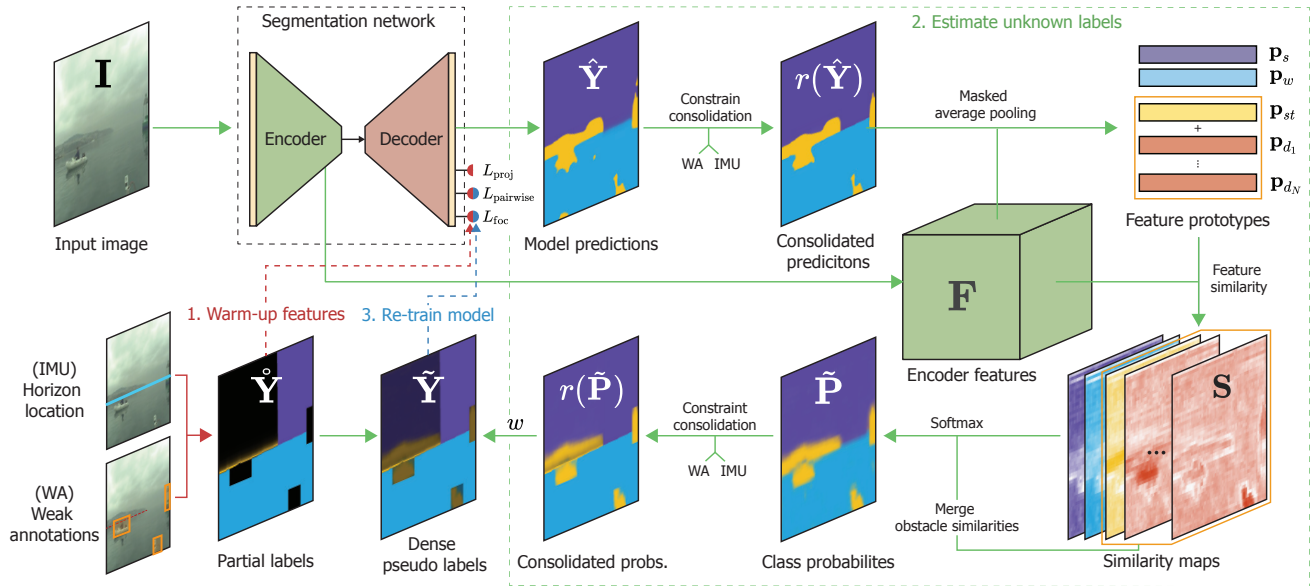 Segmentation network
2. Estimate unknown labels
I
Encoder
Decoder
L_proj
L_pairwise
L_foc
Input image
Ŷ
Model predictions
Constrain
consolidation
WA IMU
r(Ŷ)
Consolidated
predicitons
Masked
average pooling
p_s
p_w
p_st
+
p_d_1
⋮
p_d_N
Feature prototypes
F
Encoder features
Feature
similarity
1. Warm-up features
3. Re-train model
(IMU)
Horizon
location
(WA)
Weak
annotations
Y̊
Partial labels
Ỹ
Dense
pseudo labels
w
r(P̃)
Consolidated probs.
Constraint
consolidation
WA IMU
P̃
Class probabilites
Softmax
Merge
obstacle similarities
S
...
Similarity maps